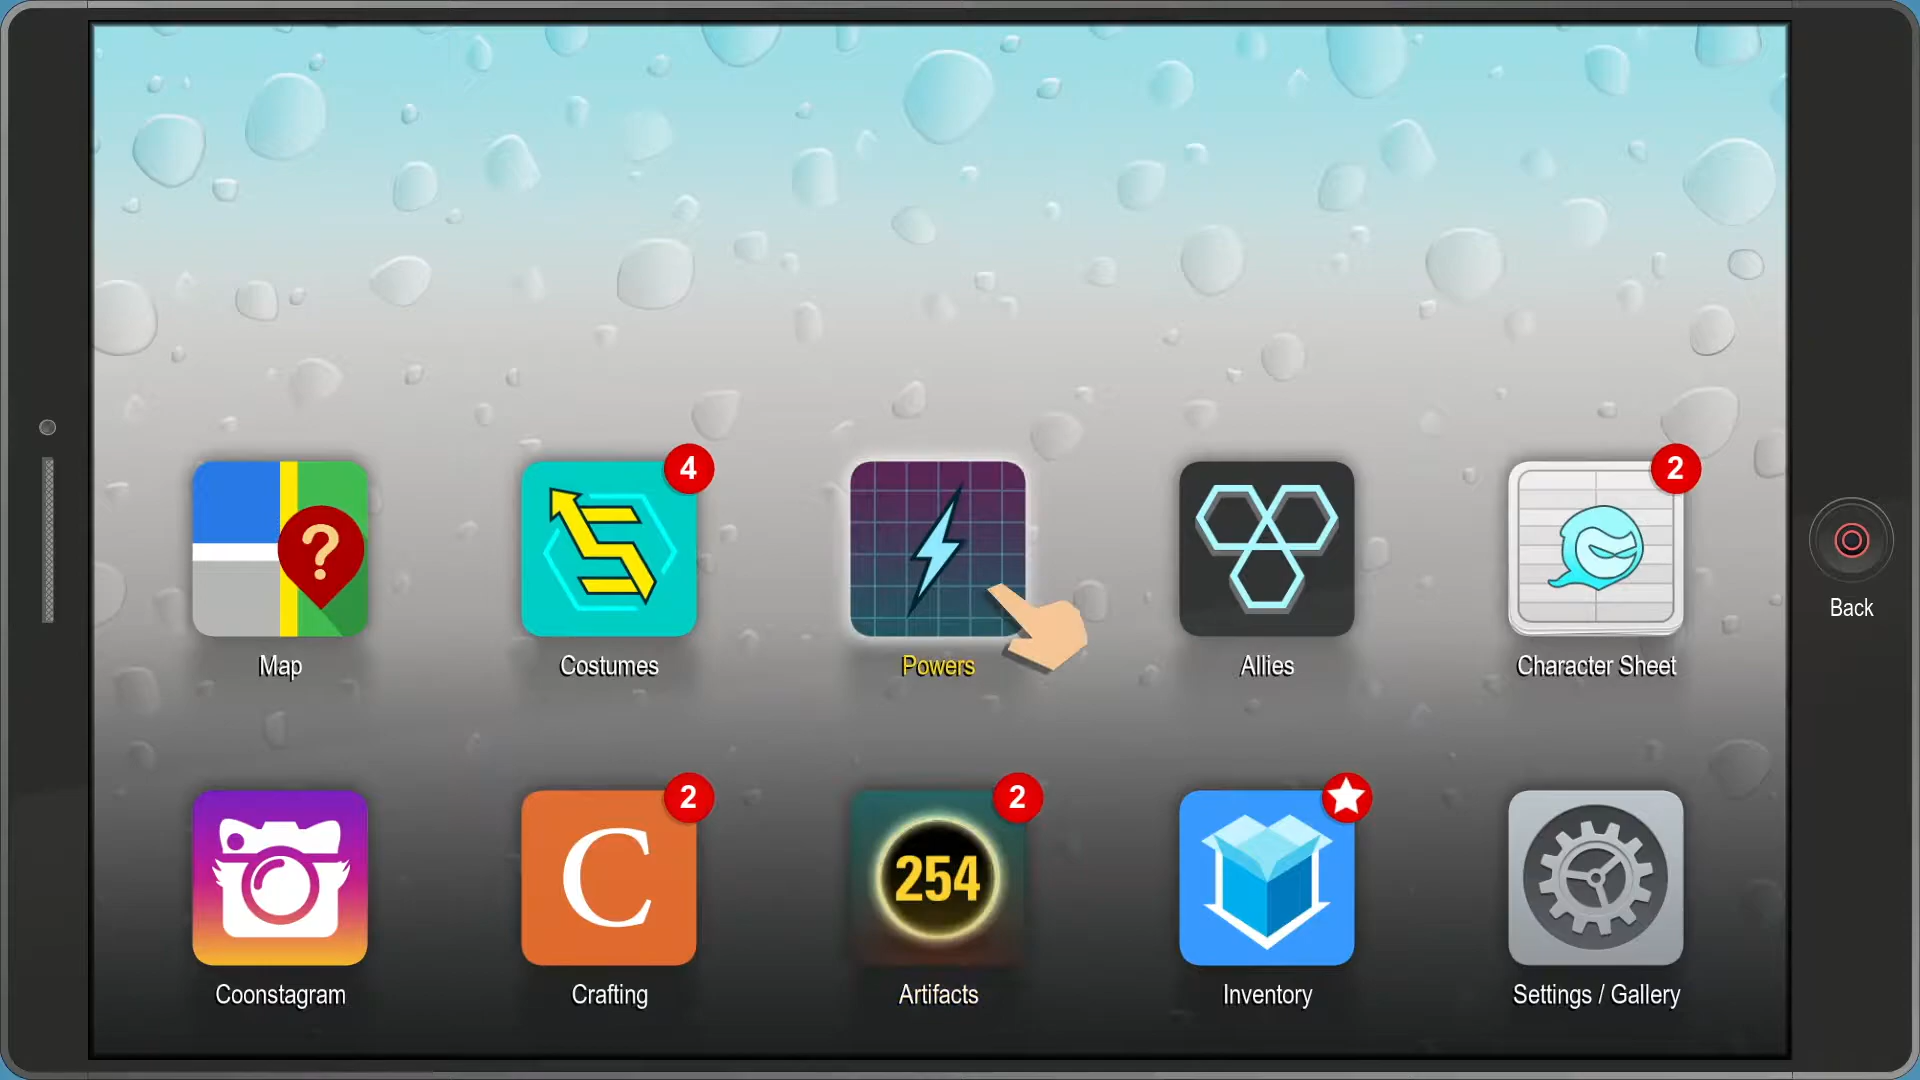 4
2
?
Map
Costumes
Powers
Allies
Character Sheet
Back
2
2
C
254
Coonstagram
Crafting
Artifacts
Inventory
Settings / Gallery